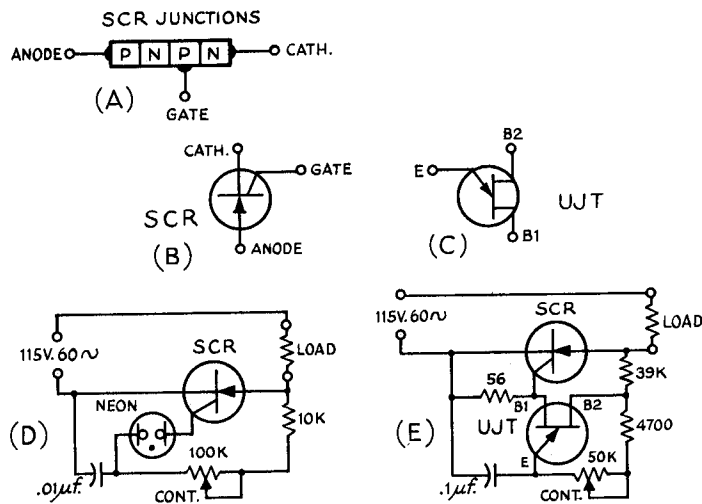 SCR JUNCTIONS
ANODE P N P N CATH.
(A)
GATE
CATH.
GATE
SCR
(B)
ANODE
B2
E
UJT
(C)
B1
115V. 60~
SCR
LOAD
NEON
10K
(D)
100K
.01µf.
CONT.
SCR
115V. 60~
LOAD
56
39K
B1
B2
UJT
4700
(E)
E
50K
.1µf.
CONT.